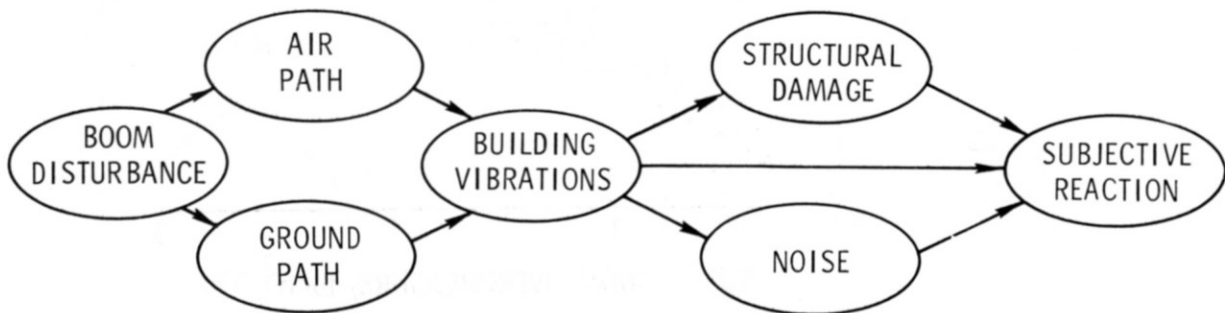 AIR
PATH
STRUCTURAL
DAMAGE
BOOM
DISTURBANCE
BUILDING
VIBRATIONS
SUBJECTIVE
REACTION
GROUND
PATH
NOISE